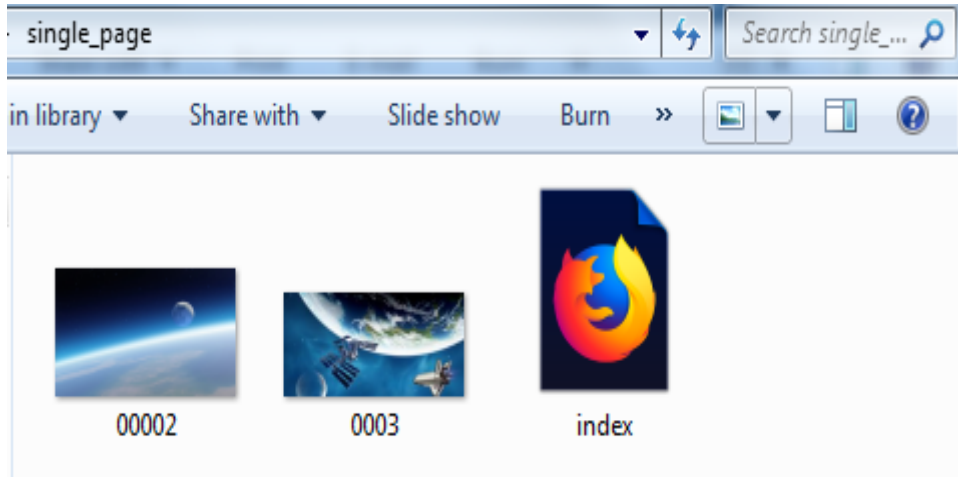 single_page
Search single_...
in library
Share with
Slide show
Burn
»
00002
0003
index